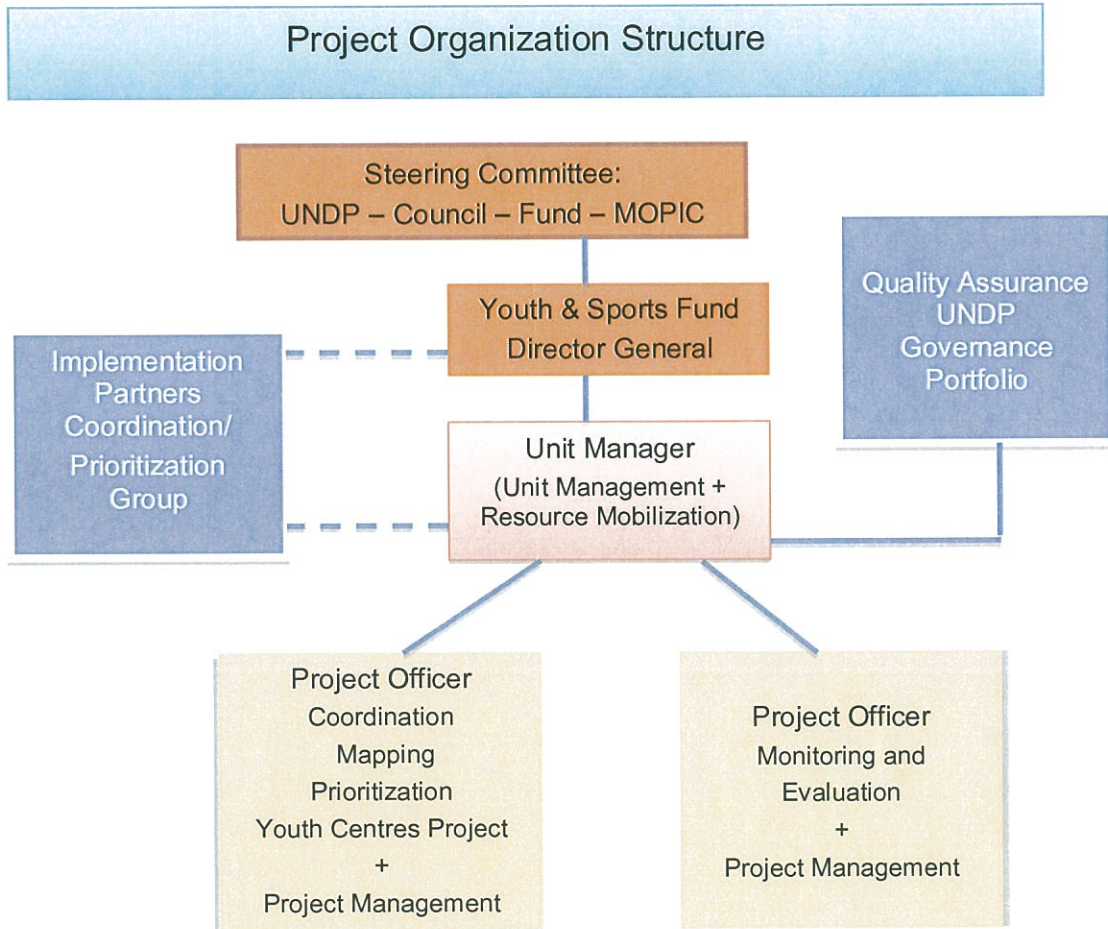 Project Organization Structure
Steering Committee:
UNDP – Council – Fund – MOPIC
Youth & Sports Fund
Director General
Quality Assurance
UNDP
Governance
Portfolio
Implementation
Partners
Coordination/
Prioritization
Group
Unit Manager
(Unit Management +
Resource Mobilization)
Project Officer
Coordination
Mapping
Prioritization
Youth Centres Project
+
Project Management
Project Officer
Monitoring and
Evaluation
+
Project Management